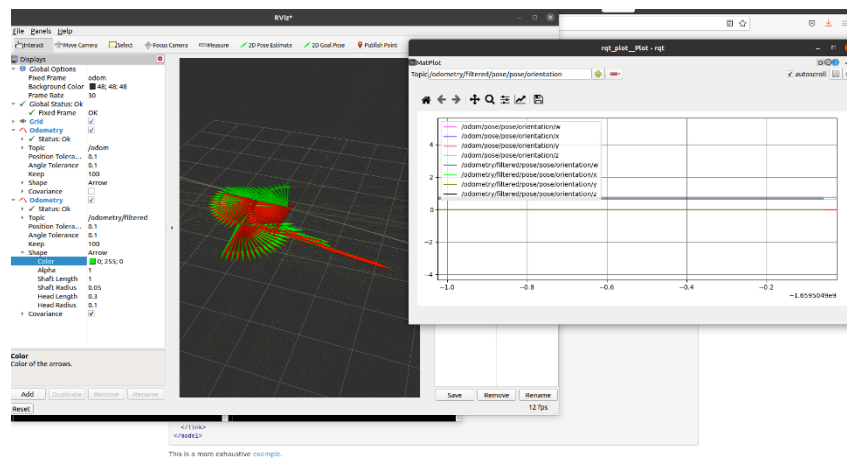 RViz*
File Panels Help
Interact Move Camera Select Focus Camera Measure 2D Pose Estimate 2D Goal Pose Publish Point
Displays
Global Options
Fixed Frame odom
Background Color 48; 48; 48
Frame Rate 30
Global Status: Ok
Fixed Frame OK
Grid
Odometry
Status: Ok
Topic /odom
Position Tolera... 0.1
Angle Tolerance 0.1
Keep 100
Shape Arrow
Covariance
Odometry
Status: Ok
Topic /odometry/filtered
Position Tolera... 0.1
Angle Tolerance 0.1
Keep 100
Shape Arrow
Color 0; 255; 0
Alpha 1
Shaft Length 1
Shaft Radius 0.05
Head Length 0.3
Head Radius 0.1
Covariance
Color
Color of the arrows.
Add Duplicate Remove Rename
Reset
Save Remove Rename
12 fps
rqt_plot__Plot - rqt
MatPlot
Topic /odometry/filtered/pose/pose/orientation
autoscroll
/odom/pose/pose/orientation/w
/odom/pose/pose/orientation/x
/odom/pose/pose/orientation/y
/odom/pose/pose/orientation/z
/odometry/filtered/pose/pose/orientation/w
/odometry/filtered/pose/pose/orientation/x
/odometry/filtered/pose/pose/orientation/y
/odometry/filtered/pose/pose/orientation/z
4
2
0
−2
−4
−1.0 −0.8 −0.6 −0.4 −0.2
−1.6595049e9
</link>
</model>
This is a more exhaustive example.